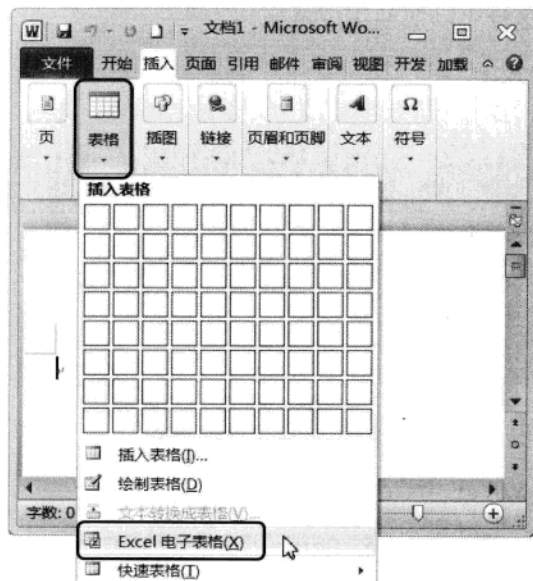 文档1 - Microsoft Wo...
文件 开始 插入 页面 引用 邮件 审阅 视图 开发 加载
页 表格 插图 链接 页眉和页脚 文本 符号
插入表格
插入表格(I)...
绘制表格(D)
文本转换成表格(V)...
字数: 0
Excel 电子表格(X)
快速表格(T)